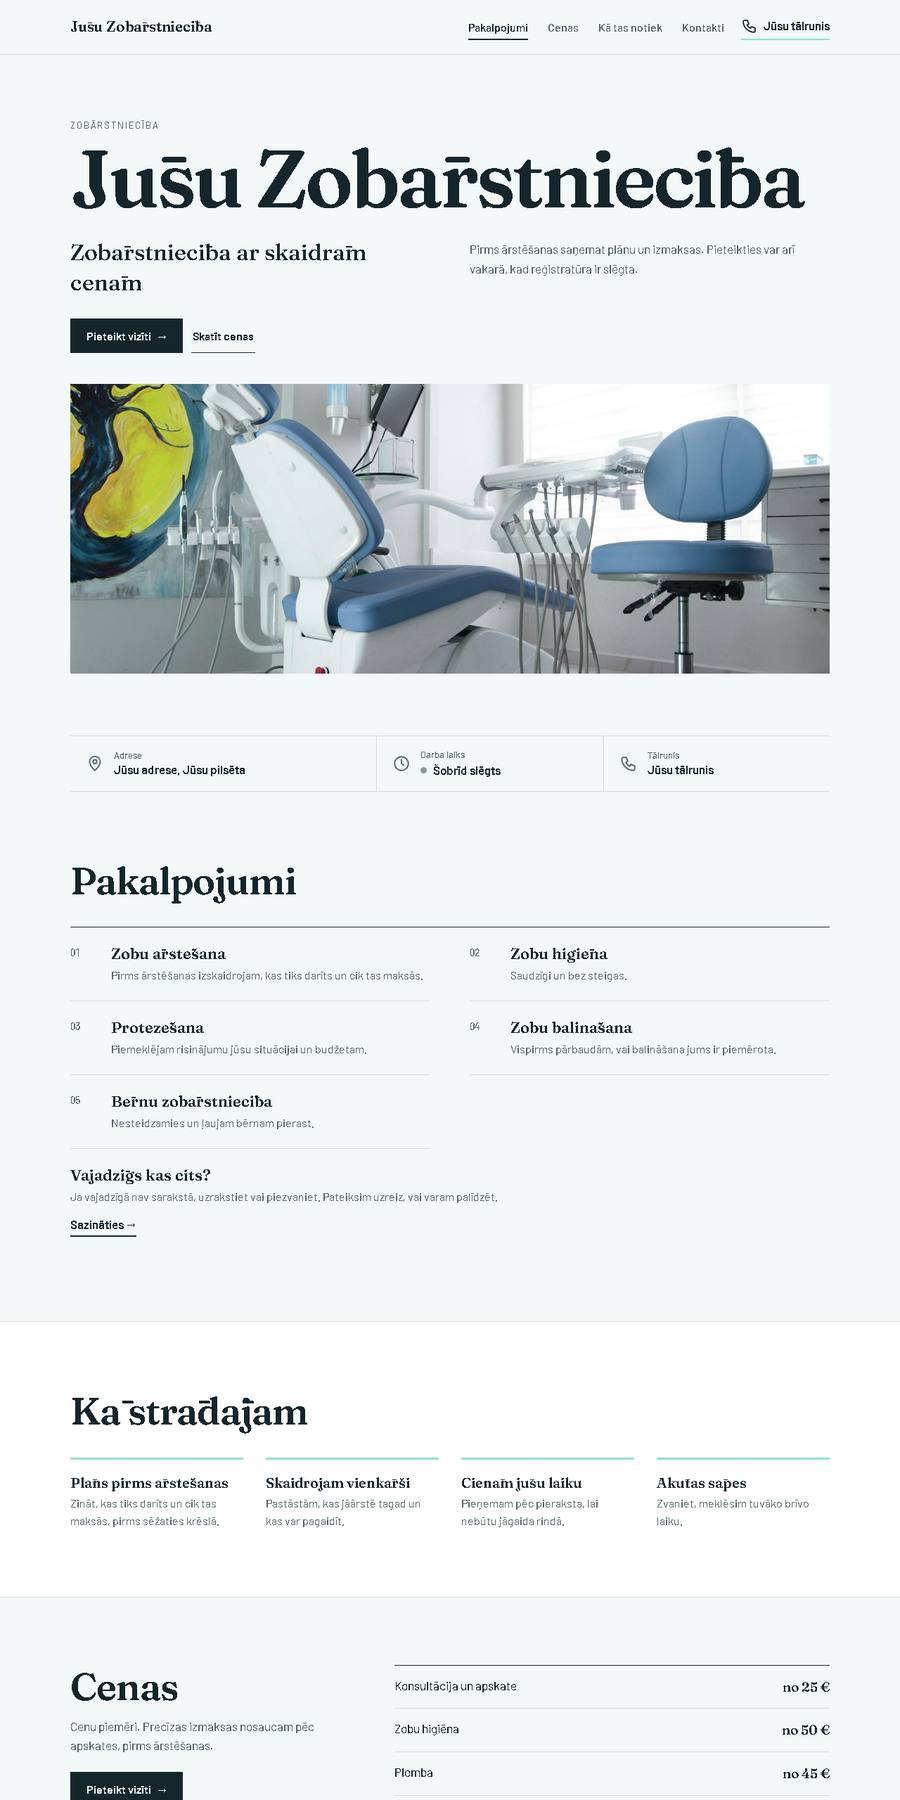 Jūsu Zobārstniecība
Pakalpojumi
Cenas
Kā tas notiek
Kontakti
Jūsu tālrunis
ZOBĀRSTNIECĪBA
Jūsu Zobārstniecība
Zobārstniecība ar skaidrām
cenām
Pirms ārstēšanas saņemat plānu un izmaksas. Pieteikties var arī
vakarā, kad reģistratūra ir slēgta.
Pieteikt vizīti →
Skatīt cenas
Adrese
Jūsu adrese, Jūsu pilsēta
Darba laiks
Šobrīd slēgts
Tālrunis
Jūsu tālrunis
Pakalpojumi
01
Zobu ārstēšana
Pirms ārstēšanas izskaidrojam, kas tiks darīts un cik tas maksās.
02
Zobu higiēna
Saudzīgi un bez steigas.
03
Protezēšana
Piemeklējam risinājumu jūsu situācijai un budžetam.
04
Zobu balināšana
Vispirms pārbaudām, vai balināšana jums ir piemērota.
05
Bērnu zobārstniecība
Nesteidzamies un ļaujam bērnam pierast.
Vajadzīgs kas cits?
Ja vajadzīgā nav sarakstā, uzrakstiet vai piezvaniet. Pateiksim uzreiz, vai varam palīdzēt.
Sazināties →
Kā strādājam
Plāns pirms ārstēšanas
Zināt, kas tiks darīts un cik tas
maksās, pirms sēžaties krēslā.
Skaidrojam vienkārši
Pastāstām, kas jāārstē tagad un
kas var pagaidīt.
Cienām jūsu laiku
Pieņemam pēc pieraksta, lai
nebūtu jāgaida rindā.
Akūtas sāpes
Zvaniet, meklēsim tuvāko brīvo
laiku.
Cenas
Cenu piemēri. Precīzas izmaksas nosaucam pēc
apskates, pirms ārstēšanas.
Pieteikt vizīti →
Konsultācija un apskate
no 25 €
Zobu higiēna
no 50 €
Plomba
no 45 €